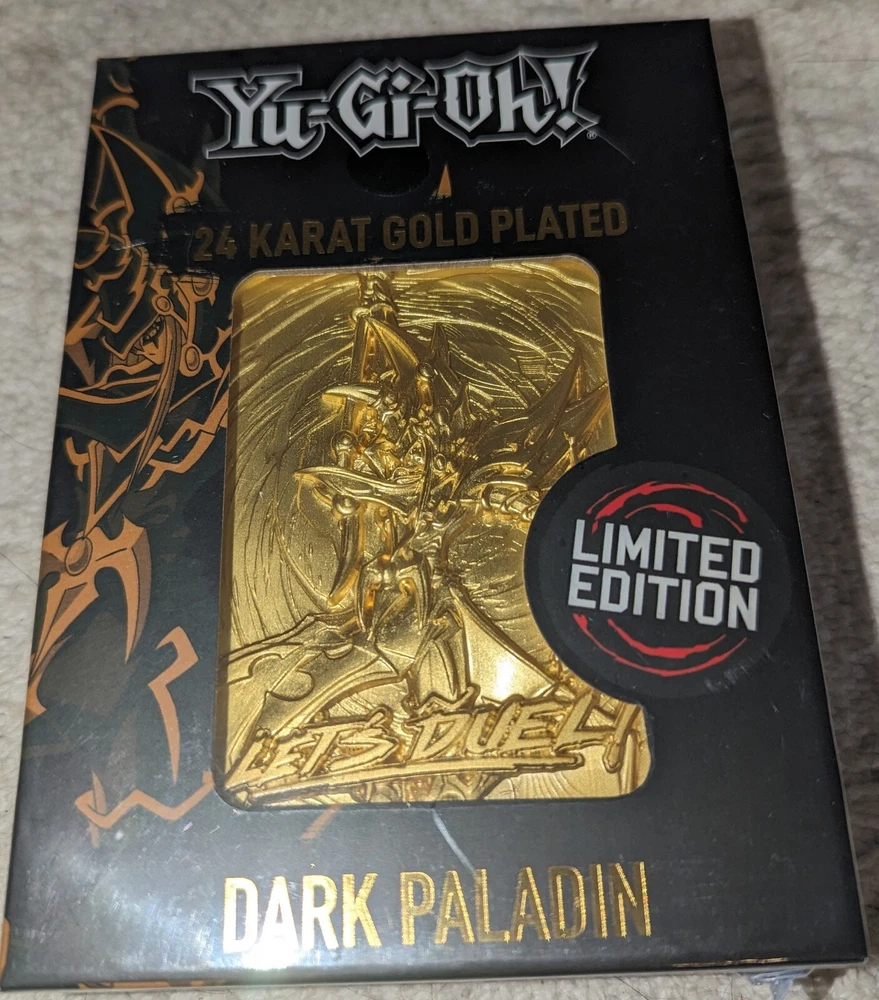 Yu-Gi-Oh!®
24 KARAT GOLD PLATED
LIMITED
EDITION
LET'S DUEL!
DARK PALADIN